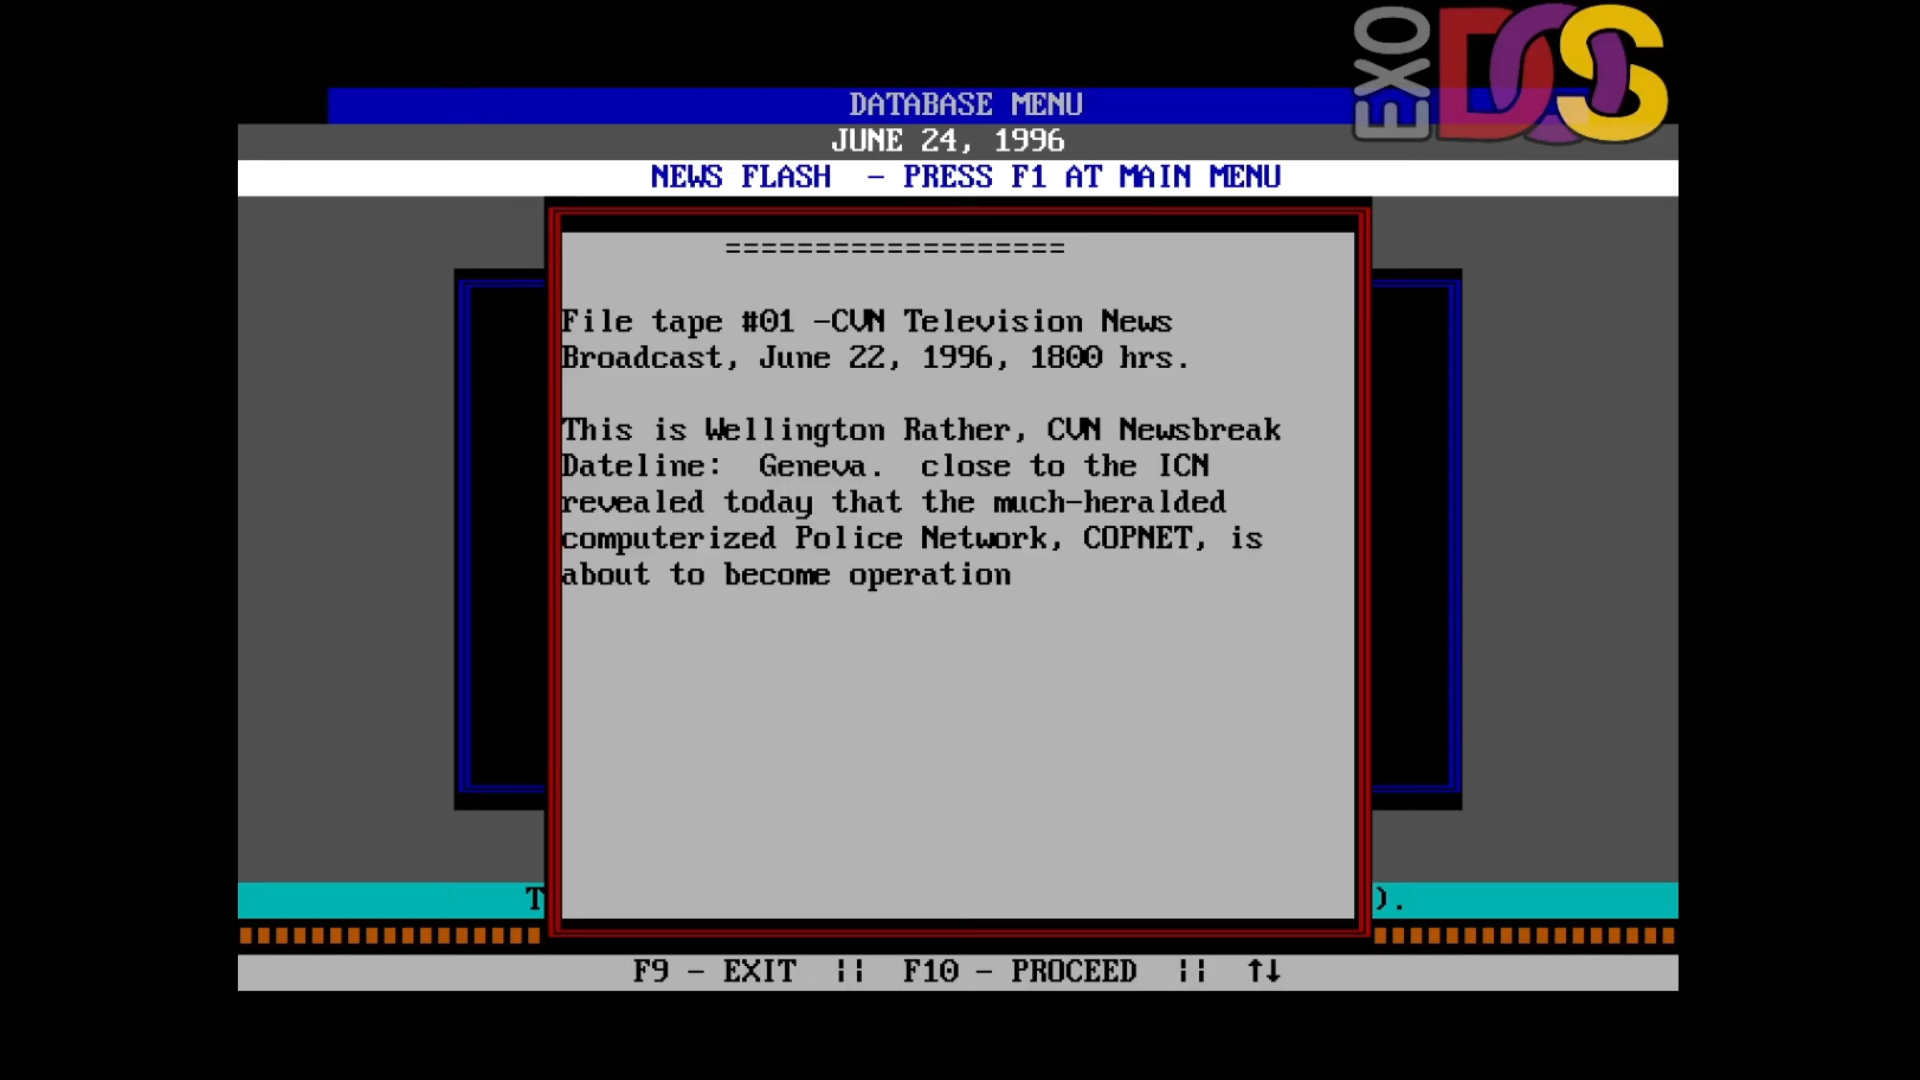 EXO DOS
DATABASE MENU
JUNE 24, 1996
NEWS FLASH  - PRESS F1 AT MAIN MENU
===================
File tape #01 -CVN Television News
Broadcast, June 22, 1996, 1800 hrs.
This is Wellington Rather, CVN Newsbreak
Dateline:  Geneva.  close to the ICN
revealed today that the much-heralded
computerized Police Network, COPNET, is
about to become operation
T ).
F9 - EXIT  ¦¦  F10 - PROCEED  ¦¦  ↑↓